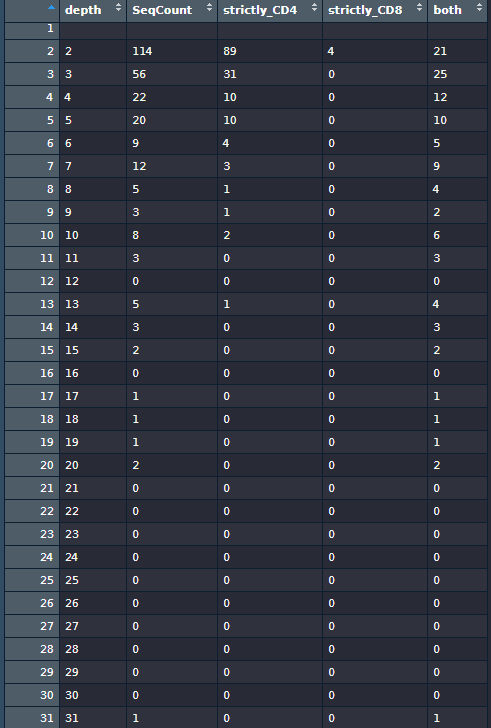 depth SeqCount strictly_CD4 strictly_CD8 both
1
2 2 114 89 4 21
3 3 56 31 0 25
4 4 22 10 0 12
5 5 20 10 0 10
6 6 9 4 0 5
7 7 12 3 0 9
8 8 5 1 0 4
9 9 3 1 0 2
10 10 8 2 0 6
11 11 3 0 0 3
12 12 0 0 0 0
13 13 5 1 0 4
14 14 3 0 0 3
15 15 2 0 0 2
16 16 0 0 0 0
17 17 1 0 0 1
18 18 1 0 0 1
19 19 1 0 0 1
20 20 2 0 0 2
21 21 0 0 0 0
22 22 0 0 0 0
23 23 0 0 0 0
24 24 0 0 0 0
25 25 0 0 0 0
26 26 0 0 0 0
27 27 0 0 0 0
28 28 0 0 0 0
29 29 0 0 0 0
30 30 0 0 0 0
31 31 1 0 0 1